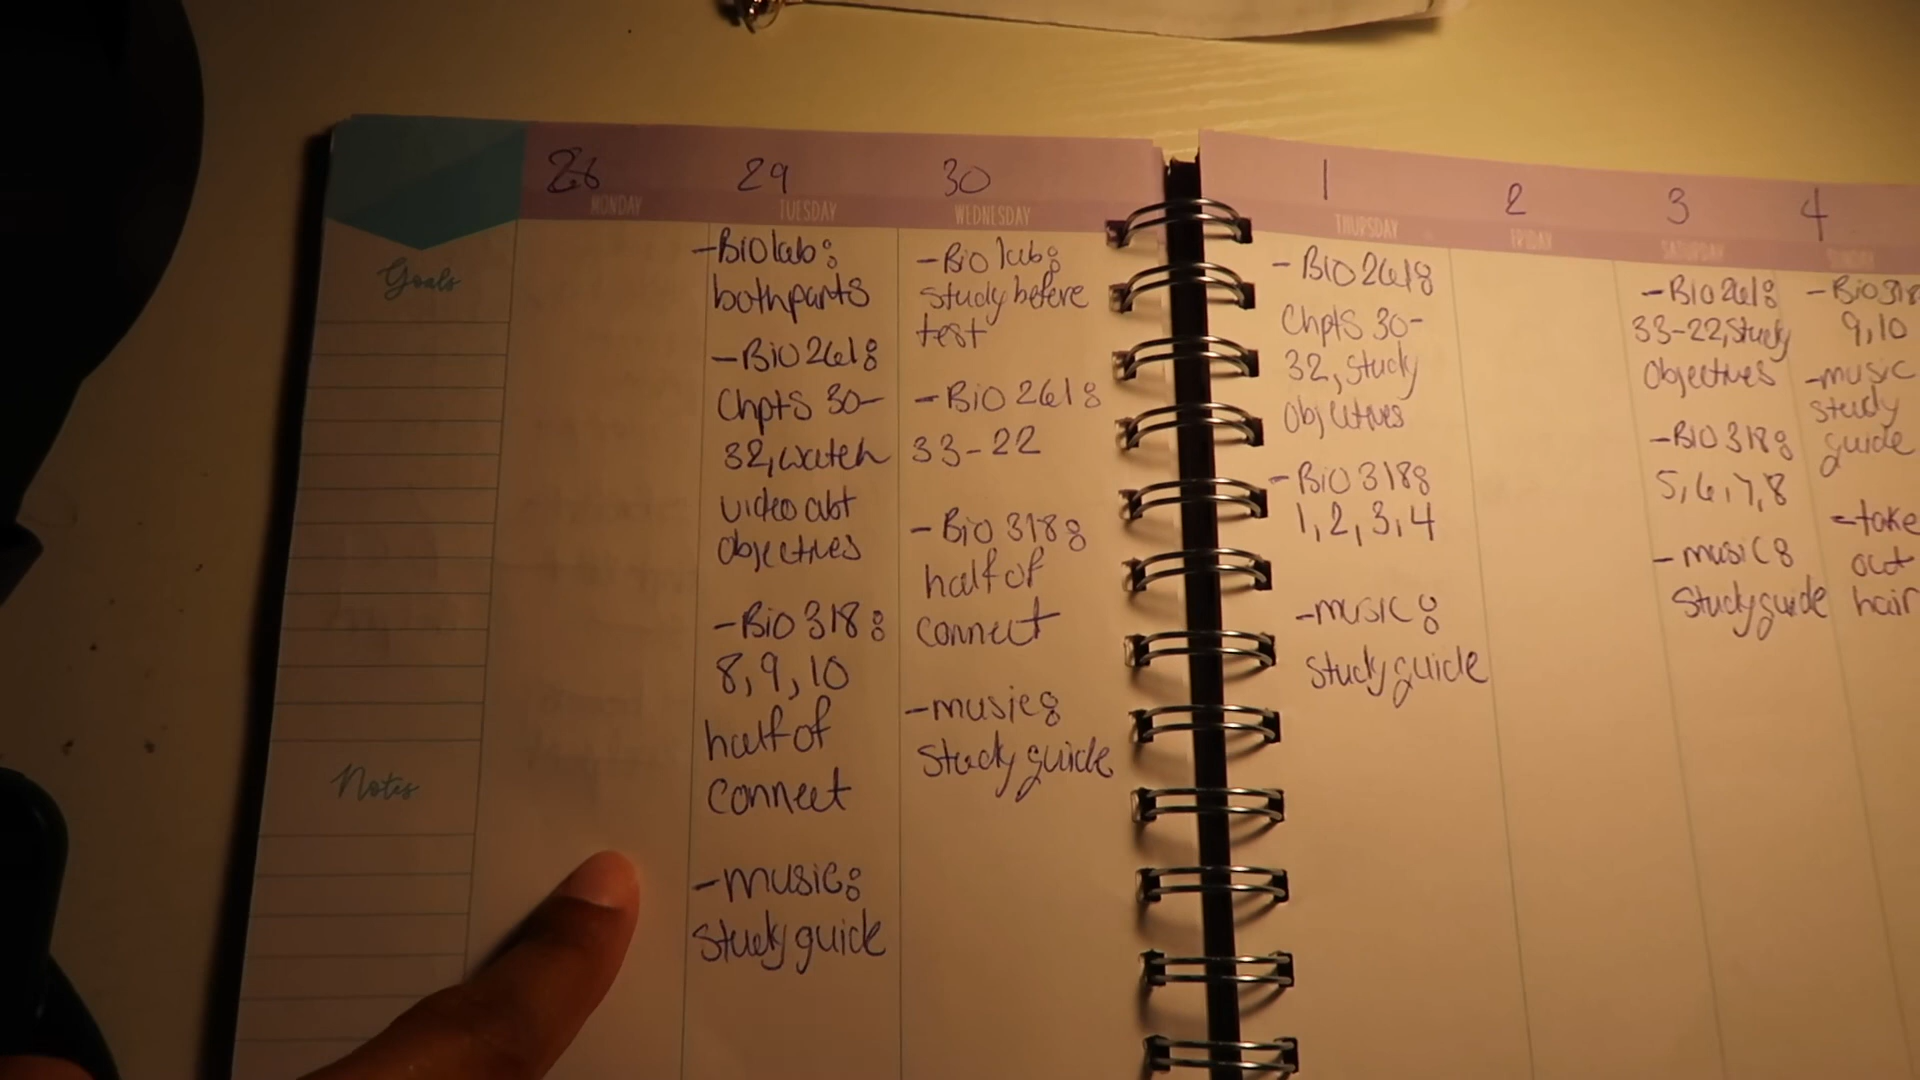 28
29
30
1
2
3
4
MONDAY
TUESDAY
WEDNESDAY
THURSDAY
FRIDAY
SATURDAY
SUNDAY
Goals
Notes
-Bio lab:
both parts
-Bio 261:
Chpts 30-
32, watch
video abt
objectives
-Bio 318:
8, 9, 10
half of
connect
-music:
Study guide
-Bio lab:
study before
test
-Bio 261:
33-22
-Bio 318:
half of
connect
-music:
Study guide
-Bio 261:
Chpts 30-
32, study
objectives
-Bio 318:
1, 2, 3, 4
-music:
Study guide
-Bio 261:
33-22, study
objectives
-Bio 318:
5, 6, 7, 8
-music:
Study guide
-Bio 318
9, 10
-music
study
guide
-take
out
hair